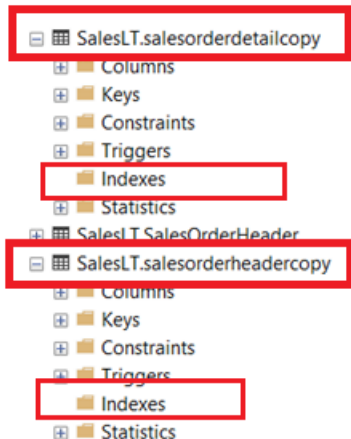 SalesLT.salesorderdetailcopy
Columns
Keys
Constraints
Triggers
Indexes
Statistics
SalesLT.SalesOrderHeader
SalesLT.salesorderheadercopy
Columns
Keys
Constraints
Triggers
Indexes
Statistics